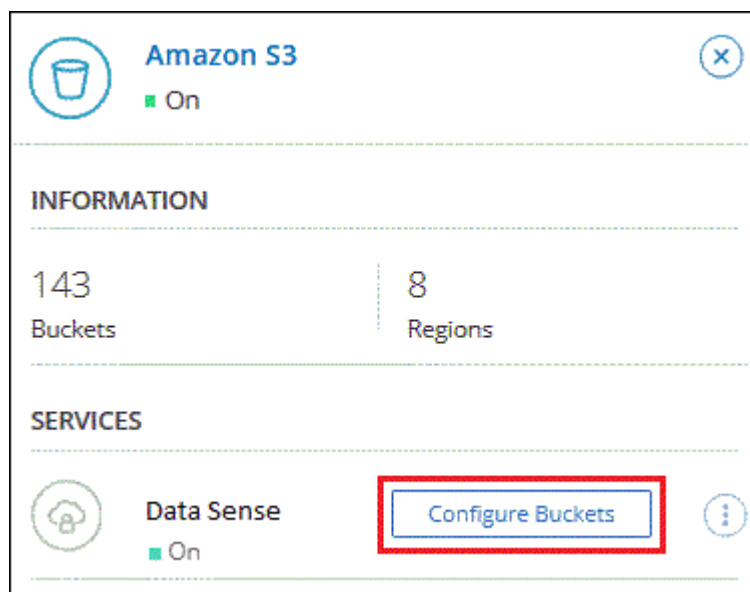 Amazon S3
On
INFORMATION
143
Buckets
8
Regions
SERVICES
Data Sense
On
Configure Buckets